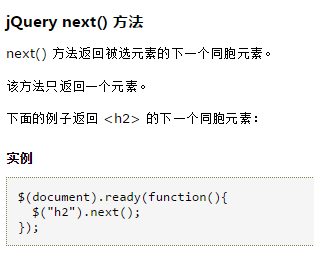 jQuery next() 方法
next() 方法返回被选元素的下一个同胞元素。
该方法只返回一个元素。
下面的例子返回 <h2> 的下一个同胞元素：
实例
$(document).ready(function(){
  $("h2").next();
});